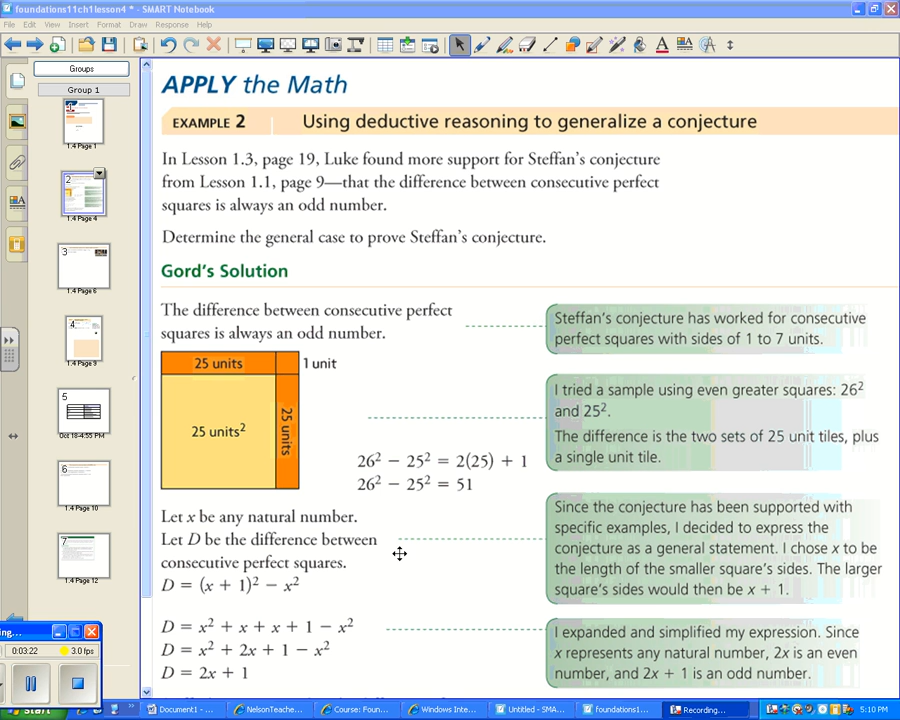 foundations11ch1lesson4 * - SMART Notebook
File Edit View Insert Format Draw Response Help
Groups
Group 1
1.4 Page 1
2
1.4 Page 4
3
1.4 Page 6
4
1.4 Page 9
5
Oct 18-4:55 PM
6
1.4 Page 10
7
1.4 Page 12
APPLY the Math
EXAMPLE 2 Using deductive reasoning to generalize a conjecture
In Lesson 1.3, page 19, Luke found more support for Steffan's conjecture
from Lesson 1.1, page 9—that the difference between consecutive perfect
squares is always an odd number.
Determine the general case to prove Steffan's conjecture.
Gord's Solution
The difference between consecutive perfect
squares is always an odd number.
Steffan's conjecture has worked for consecutive
perfect squares with sides of 1 to 7 units.
25 units
1 unit
25 units²
25 units
26² − 25² = 2(25) + 1
26² − 25² = 51
I tried a sample using even greater squares: 26²
and 25².
The difference is the two sets of 25 unit tiles, plus
a single unit tile.
Let x be any natural number.
Let D be the difference between
consecutive perfect squares.
D = (x + 1)² − x²
Since the conjecture has been supported with
specific examples, I decided to express the
conjecture as a general statement. I chose x to be
the length of the smaller square's sides. The larger
square's sides would then be x + 1.
D = x² + x + x + 1 − x²
D = x² + 2x + 1 − x²
D = 2x + 1
I expanded and simplified my expression. Since
x represents any natural number, 2x is an even
number, and 2x + 1 is an odd number.
ng...
0:03:22
3.0 fps
Start
Document1 - ...
NelsonTeache...
Course: Foun...
Windows Inte...
Untitled - SM...
foundations1...
Recording...
5:10 PM